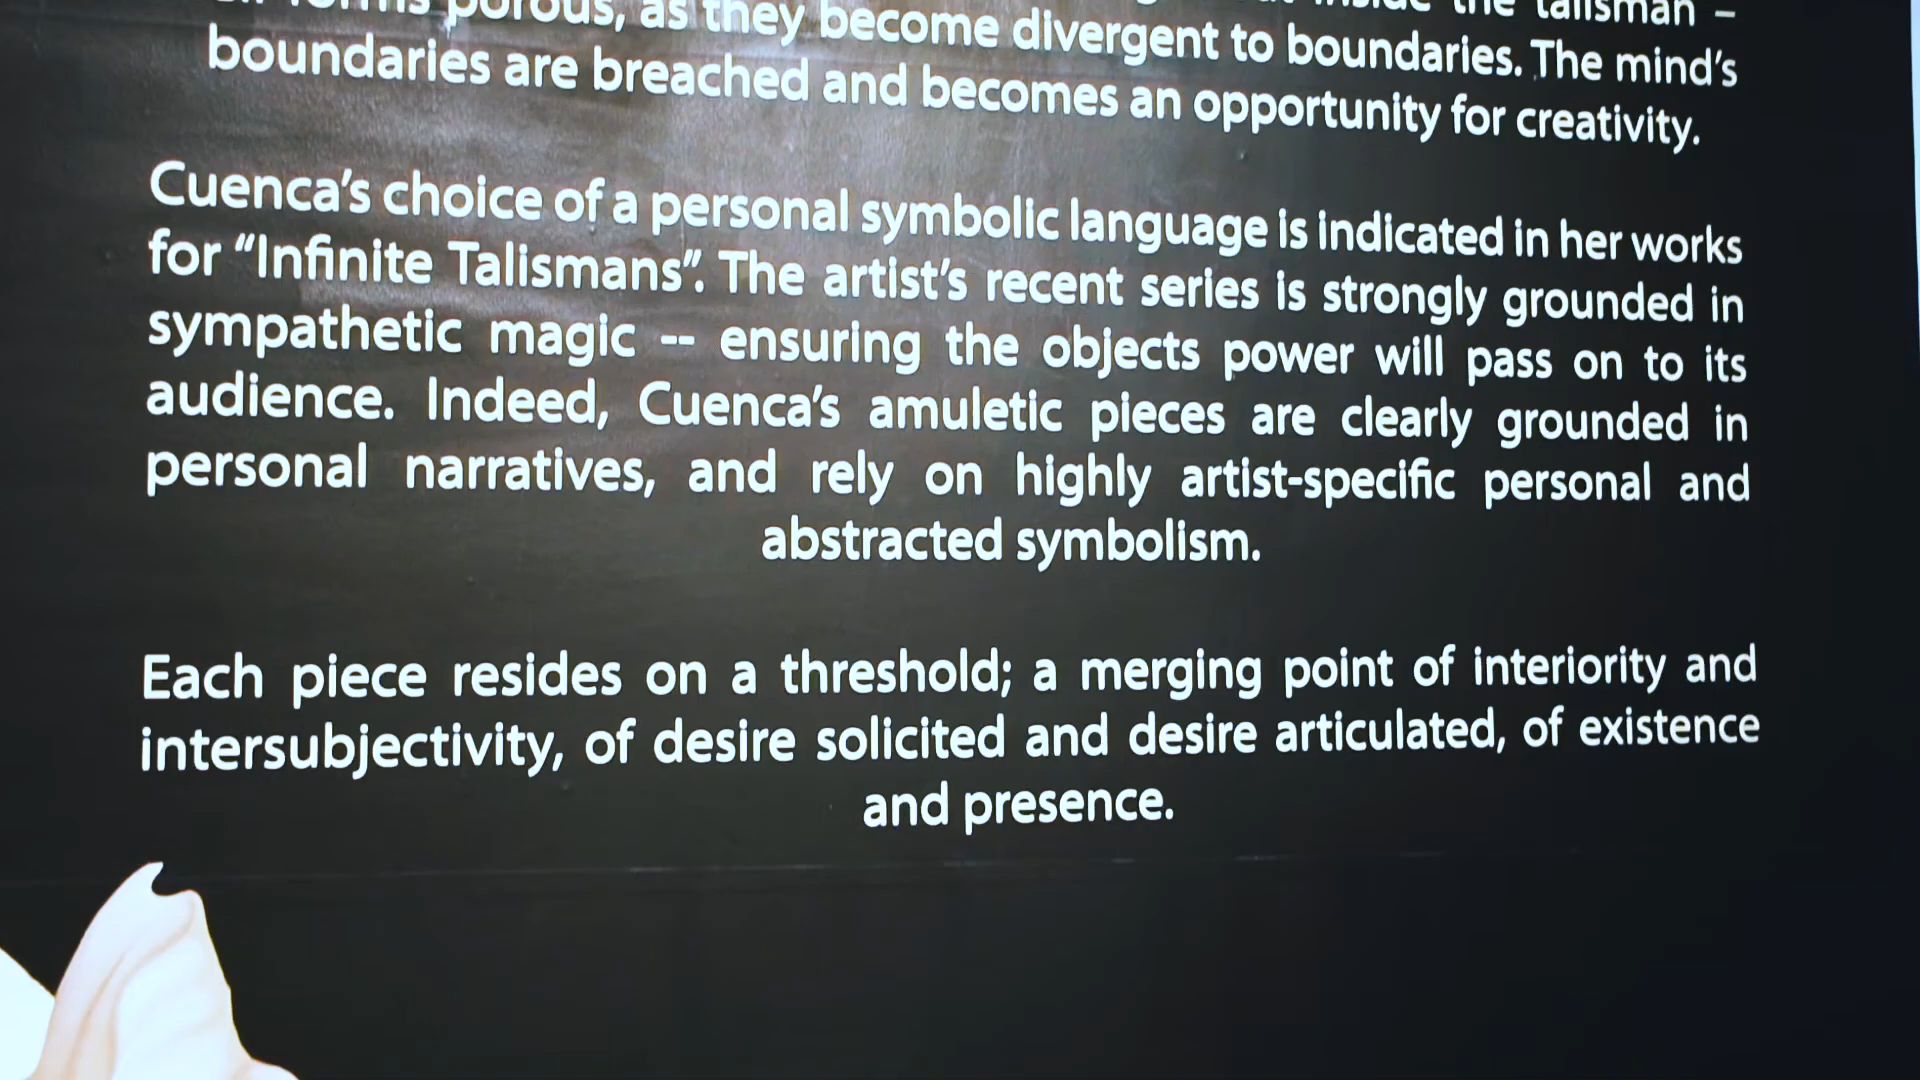 porous, as they become divergent to boundaries. The mind's
boundaries are breached and becomes an opportunity for creativity.
Cuenca's choice of a personal symbolic language is indicated in her works
for "Infinite Talismans". The artist's recent series is strongly grounded in
sympathetic magic -- ensuring the objects power will pass on to its
audience. Indeed, Cuenca's amuletic pieces are clearly grounded in
personal narratives, and rely on highly artist-specific personal and
abstracted symbolism.
Each piece resides on a threshold; a merging point of interiority and
intersubjectivity, of desire solicited and desire articulated, of existence
and presence.